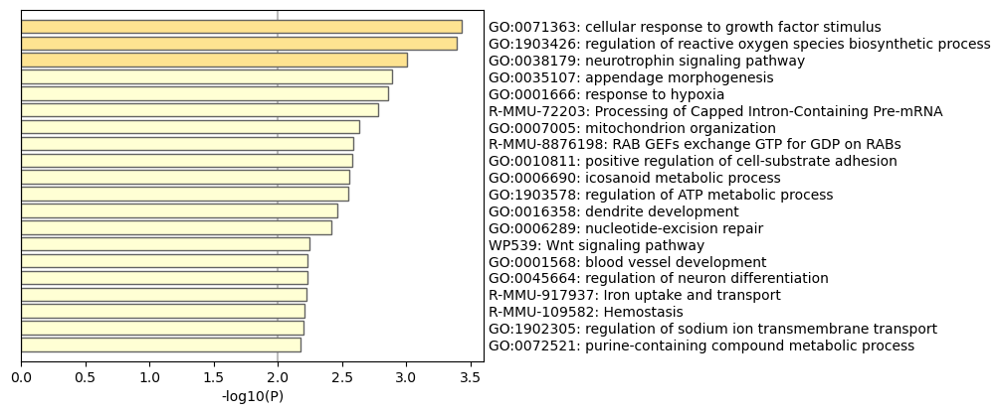 GO:0071363: cellular response to growth factor stimulus
GO:1903426: regulation of reactive oxygen species biosynthetic process
GO:0038179: neurotrophin signaling pathway
GO:0035107: appendage morphogenesis
GO:0001666: response to hypoxia
R-MMU-72203: Processing of Capped Intron-Containing Pre-mRNA
GO:0007005: mitochondrion organization
R-MMU-8876198: RAB GEFs exchange GTP for GDP on RABs
GO:0010811: positive regulation of cell-substrate adhesion
GO:0006690: icosanoid metabolic process
GO:1903578: regulation of ATP metabolic process
GO:0016358: dendrite development
GO:0006289: nucleotide-excision repair
WP539: Wnt signaling pathway
GO:0001568: blood vessel development
GO:0045664: regulation of neuron differentiation
R-MMU-917937: Iron uptake and transport
R-MMU-109582: Hemostasis
GO:1902305: regulation of sodium ion transmembrane transport
GO:0072521: purine-containing compound metabolic process
0.0 0.5 1.0 1.5 2.0 2.5 3.0 3.5
-log10(P)